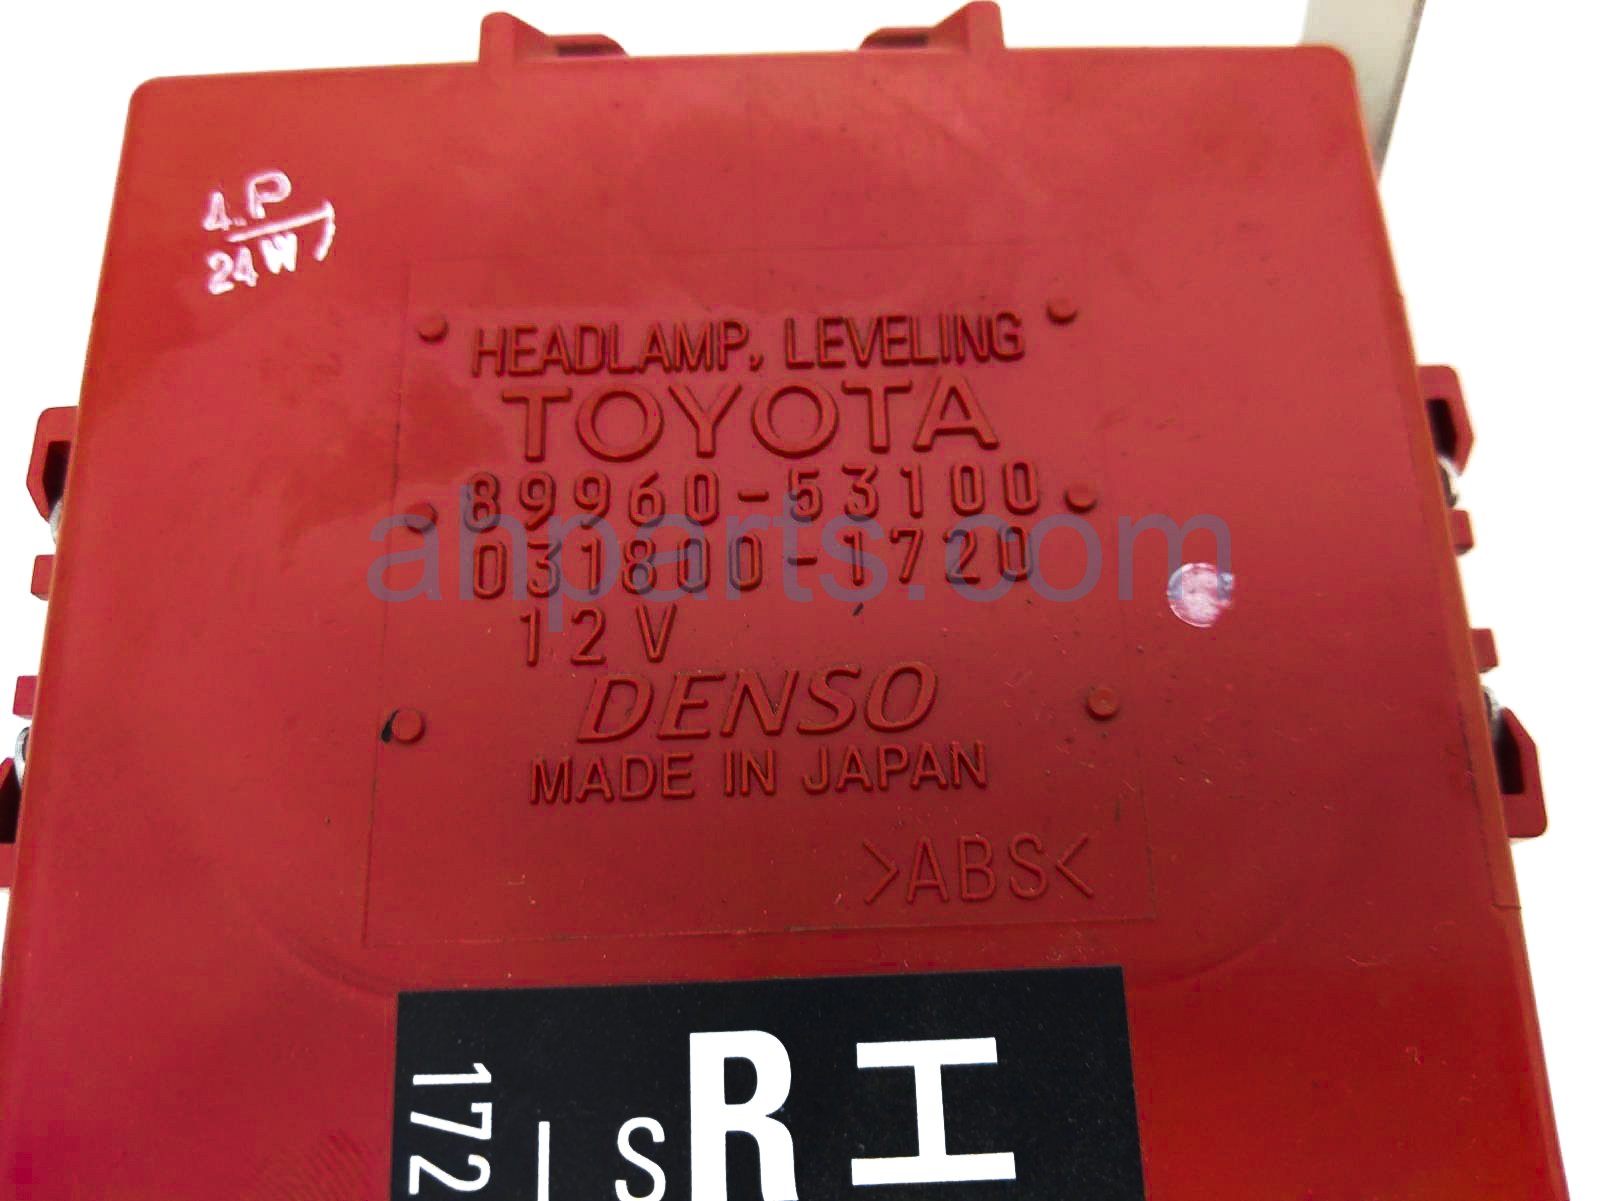 4.P
24W
HEADLAMP, LEVELING
TOYOTA
89960-53100
031800-1720
12V
DENSO
MADE IN JAPAN
>ABS<
ahparts.com
172
S
R
H